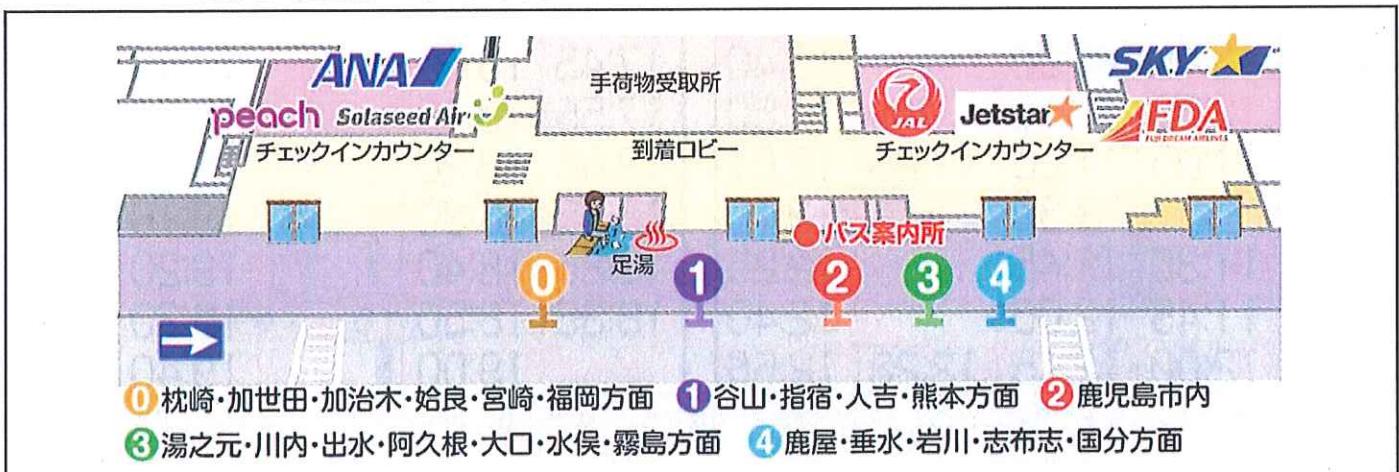 ANA
SKY
手荷物受取所
peach Solaseed Air
JAL
Jetstar
FDA
FUJI DREAM AIRLINES
チェックインカウンター
到着ロビー
チェックインカウンター
●バス案内所
足湯
0 1 2 3 4
0 枕崎・加世田・加治木・姶良・宮崎・福岡方面 1 谷山・指宿・人吉・熊本方面 2 鹿児島市内
3 湯之元・川内・出水・阿久根・大口・水俣・霧島方面 4 鹿屋・垂水・岩川・志布志・国分方面